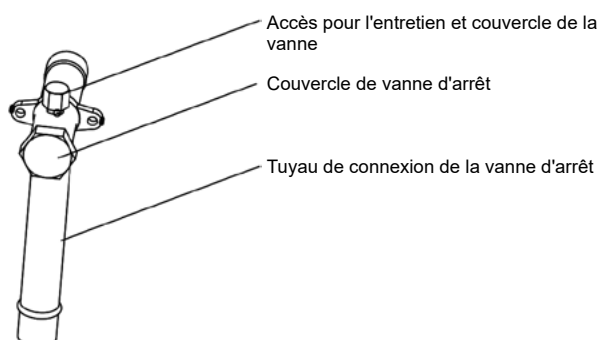 Accès pour l'entretien et couvercle de la
vanne
Couvercle de vanne d'arrêt
Tuyau de connexion de la vanne d'arrêt